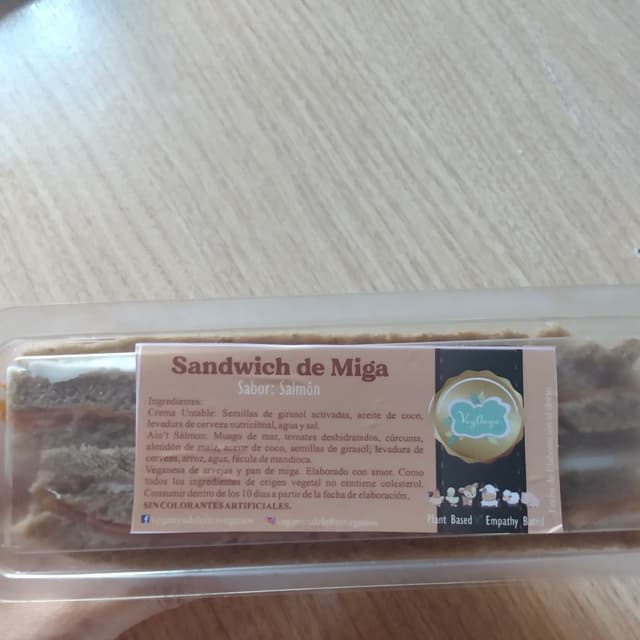 Sandwich de Miga
Sabor: Salmón
Ingredientes:
Crema Untable: Semillas de girasol activadas, aceite de coco,
levadura de cerveza nutricional, agua y sal.
Ain't Sálmon: Musgo de mar, tomates deshidratados, cúrcuma,
almidón de maíz, aceite de coco, semillas de girasol, levadura de
cerveza, arroz, agar, fécula de mandioca.
Veganesa de arvejas y pan de miga. Elaborado con amor. Como
todos los ingredientes de origen vegetal no contiene colesterol.
Consumir dentro de los 10 días a partir de la fecha de elaboración.
SIN COLORANTES ARTIFICIALES.
Plant Based Empathy Based